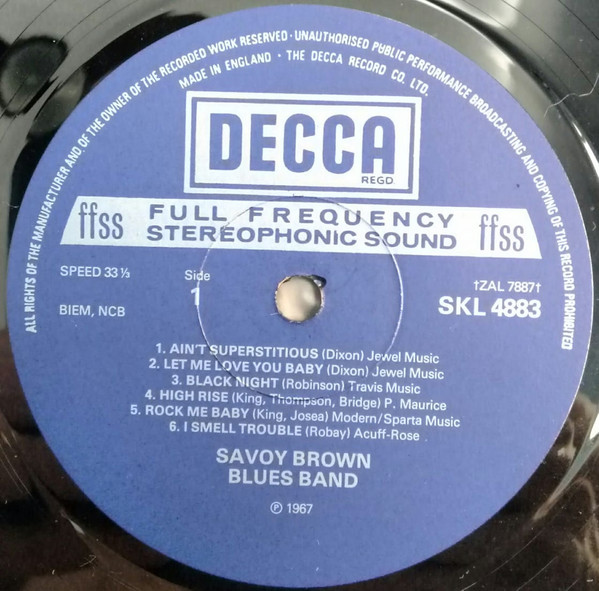 ALL RIGHTS OF THE MANUFACTURER AND OF THE OWNER OF THE RECORDED WORK RESERVED · UNAUTHORISED PUBLIC PERFORMANCE BROADCASTING AND COPYING OF THIS RECORD PROHIBITED
MADE IN ENGLAND · THE DECCA RECORD CO. LTD.
DECCA
REGD.
ffss FULL FREQUENCY STEREOPHONIC SOUND ffss
SPEED 33⅓
Side
1
†ZAL 7887†
BIEM, NCB
SKL 4883
1. AIN'T SUPERSTITIOUS (Dixon) Jewel Music
2. LET ME LOVE YOU BABY (Dixon) Jewel Music
3. BLACK NIGHT (Robinson) Travis Music
4. HIGH RISE (King, Thompson, Bridge) P. Maurice
5. ROCK ME BABY (King, Josea) Modern/Sparta Music
6. I SMELL TROUBLE (Robay) Acuff-Rose
SAVOY BROWN
BLUES BAND
℗ 1967